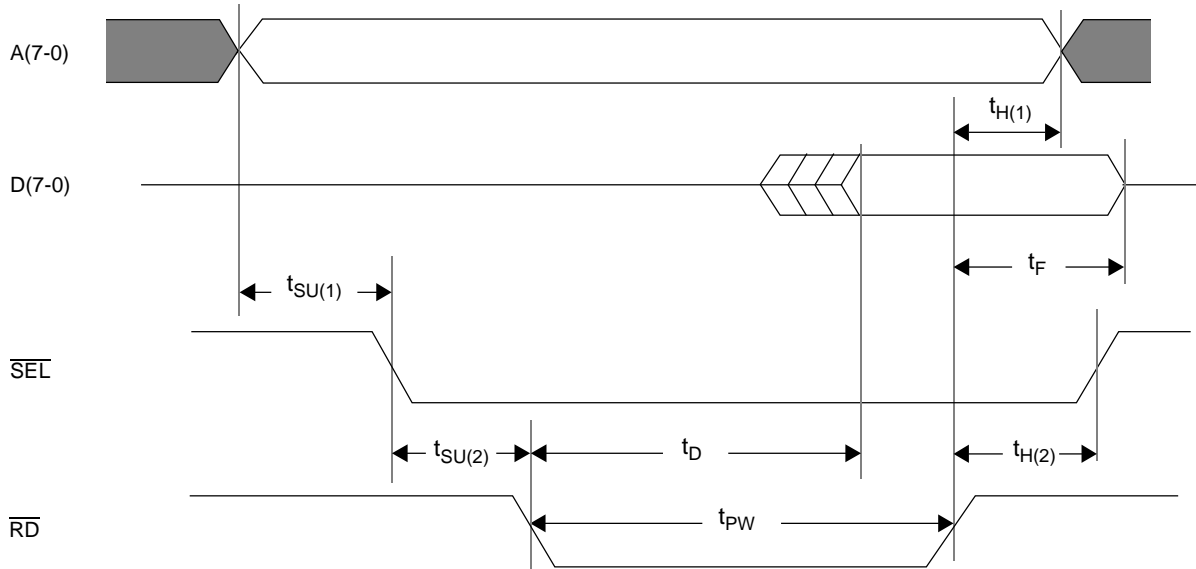 A(7-0)
tH(1)
D(7-0)
tF
tSU(1)
SEL
tSU(2)
tD
tH(2)
tPW
RD